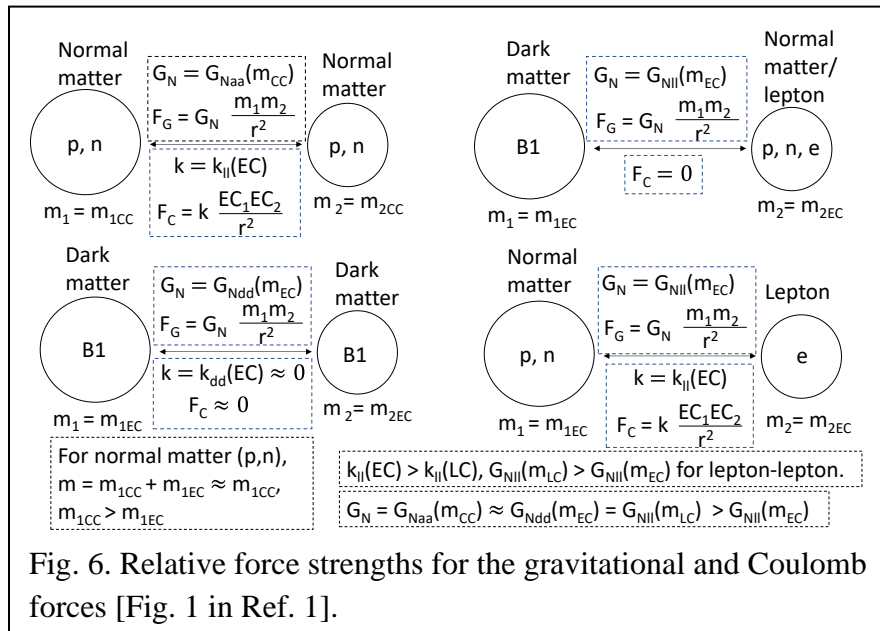 Normal
matter
G_N = G_Naa(m_CC)
F_G = G_N m_1m_2 / r^2
Normal
matter
p, n
p, n
k = k_ll(EC)
F_C = k EC_1EC_2 / r^2
m_1 = m_1CC
m_2 = m_2CC
Dark
matter
G_N = G_Nll(m_EC)
F_G = G_N m_1m_2 / r^2
Normal
matter/
lepton
B1
p, n, e
F_C = 0
m_1 = m_1EC
m_2 = m_2EC
Dark
matter
G_N = G_Ndd(m_EC)
F_G = G_N m_1m_2 / r^2
Dark
matter
B1
B1
k = k_dd(EC) ≈ 0
F_C ≈ 0
m_1 = m_1EC
m_2 = m_2EC
Normal
matter
G_N = G_Nll(m_EC)
F_G = G_N m_1m_2 / r^2
Lepton
p, n
e
k = k_ll(EC)
F_C = k EC_1EC_2 / r^2
m_1 = m_1EC
m_2 = m_2EC
For normal matter (p,n),
m = m_1CC + m_1EC ≈ m_1CC,
m_1CC > m_1EC
k_ll(EC) > k_ll(LC), G_Nll(m_LC) > G_Nll(m_EC) for lepton-lepton.
G_N = G_Naa(m_CC) ≈ G_Ndd(m_EC) = G_Nll(m_LC) > G_Nll(m_EC)
Fig. 6. Relative force strengths for the gravitational and Coulomb
forces [Fig. 1 in Ref. 1].